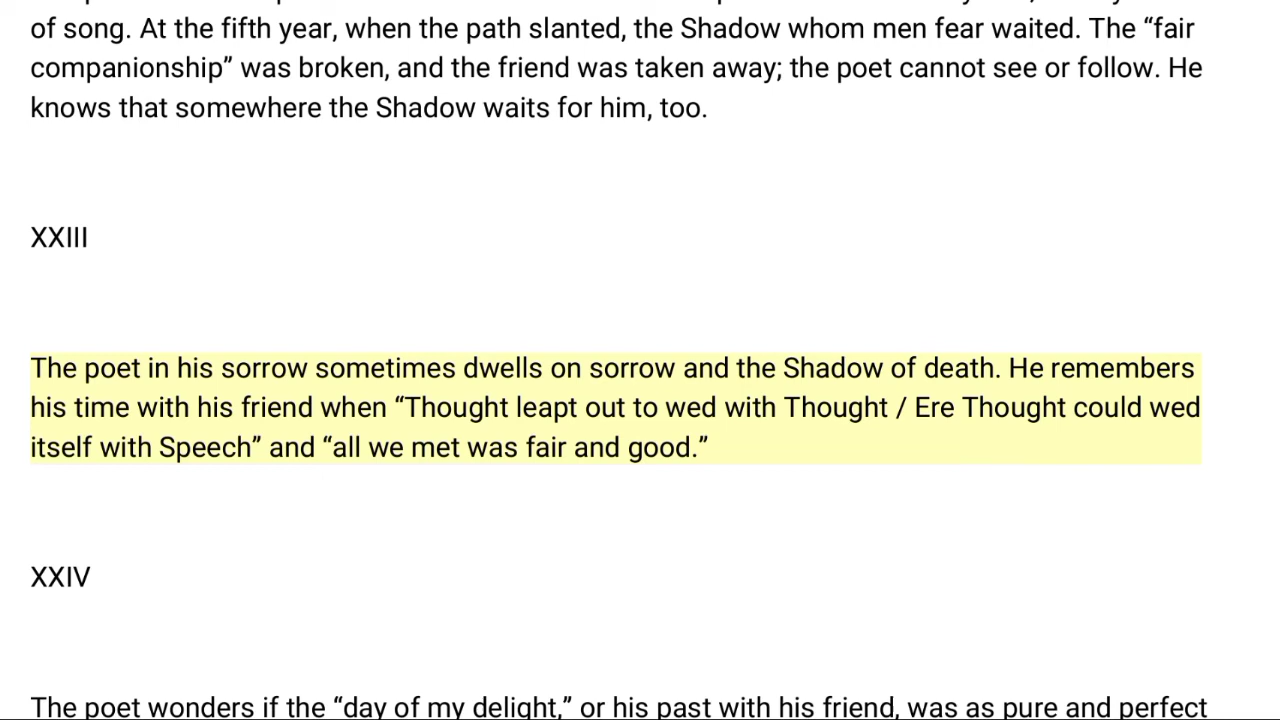 of song. At the fifth year, when the path slanted, the Shadow whom men fear waited. The “fair
companionship” was broken, and the friend was taken away; the poet cannot see or follow. He
knows that somewhere the Shadow waits for him, too.
XXIII
The poet in his sorrow sometimes dwells on sorrow and the Shadow of death. He remembers
his time with his friend when “Thought leapt out to wed with Thought / Ere Thought could wed
itself with Speech” and “all we met was fair and good.”
XXIV
The poet wonders if the “day of my delight,” or his past with his friend, was as pure and perfect